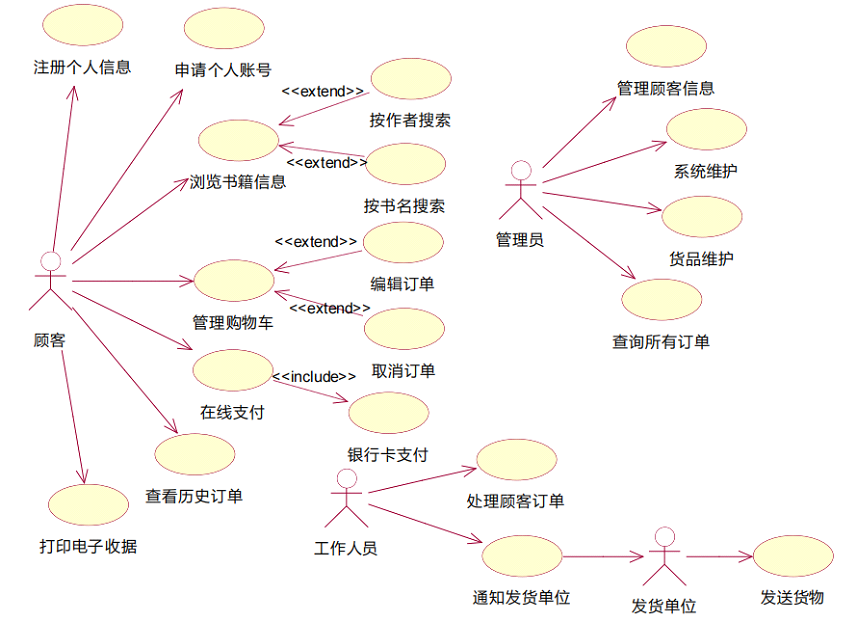 注册个人信息
申请个人账号
<<extend>>
按作者搜索
管理顾客信息
浏览书籍信息
<<extend>>
按书名搜索
系统维护
管理员
<<extend>>
编辑订单
货品维护
顾客
管理购物车
<<extend>>
取消订单
查询所有订单
在线支付
<<include>>
银行卡支付
查看历史订单
打印电子收据
工作人员
处理顾客订单
通知发货单位
发货单位
发送货物